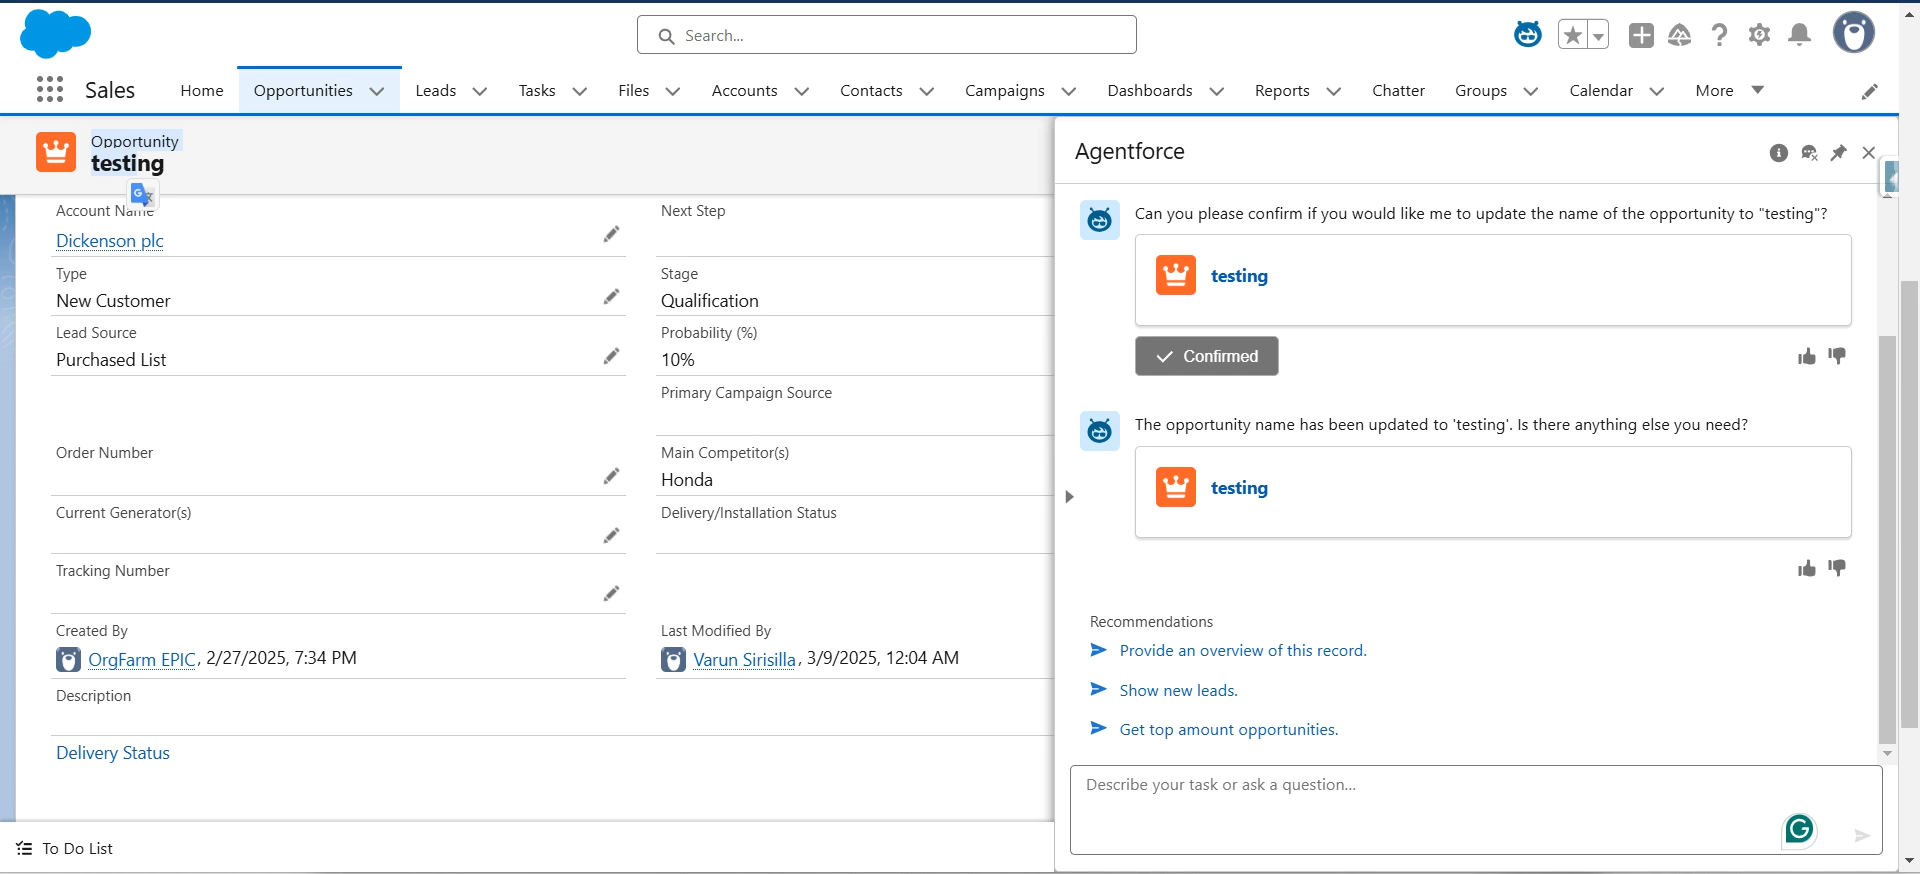 Search...
Sales
Home
Opportunities
Leads
Tasks
Files
Accounts
Contacts
Campaigns
Dashboards
Reports
Chatter
Groups
Calendar
More
Opportunity
testing
Account Name
Dickenson plc
Next Step
Type
New Customer
Stage
Qualification
Lead Source
Purchased List
Probability (%)
10%
Primary Campaign Source
Order Number
Main Competitor(s)
Honda
Current Generator(s)
Delivery/Installation Status
Tracking Number
Created By
OrgFarm EPIC, 2/27/2025, 7:34 PM
Last Modified By
Varun Sirisilla, 3/9/2025, 12:04 AM
Description
Delivery Status
To Do List
Agentforce
Can you please confirm if you would like me to update the name of the opportunity to "testing"?
testing
Confirmed
The opportunity name has been updated to 'testing'. Is there anything else you need?
testing
Recommendations
Provide an overview of this record.
Show new leads.
Get top amount opportunities.
Describe your task or ask a question...